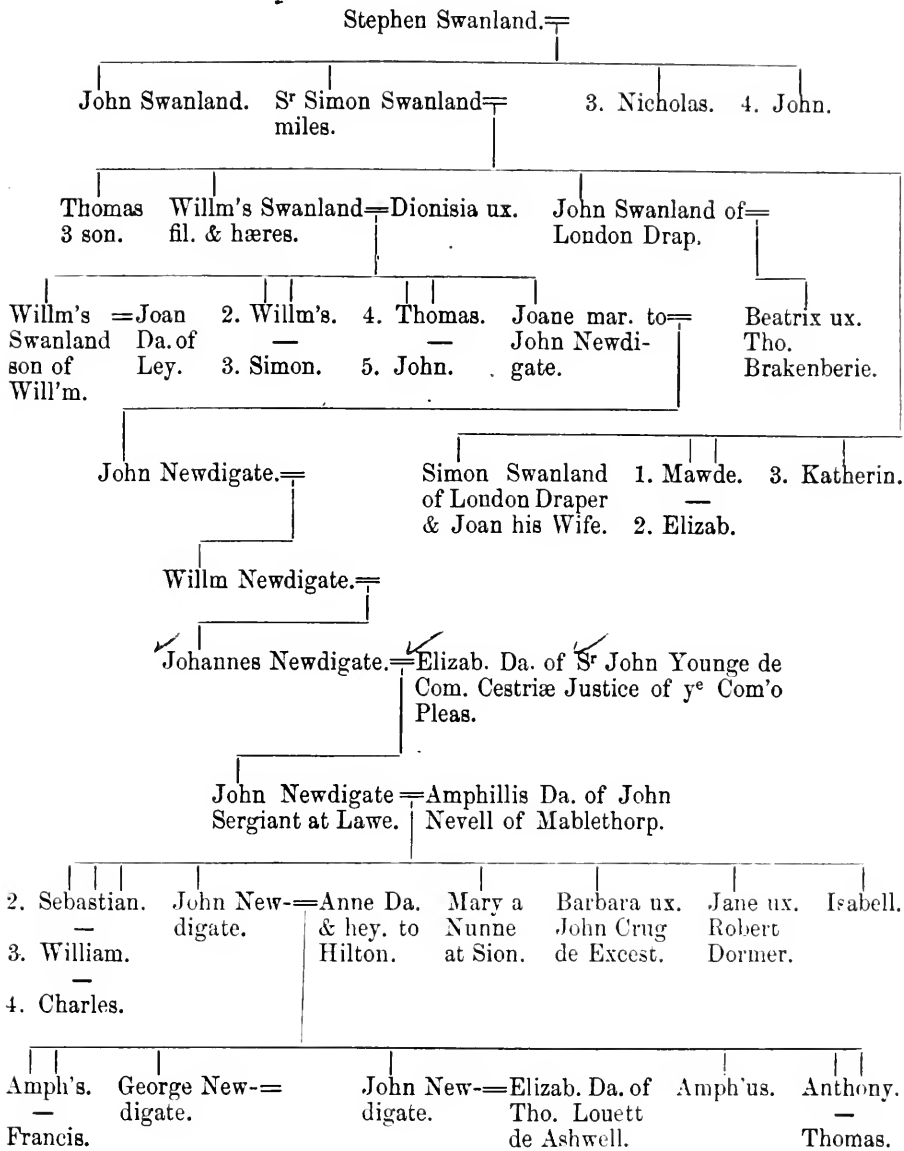 Stephen Swanland.
John Swanland. Sr Simon Swanland miles. 3. Nicholas. 4. John.
Thomas 3 son. Willm's Swanland fil. & hæres. Dionisia ux. John Swanland of London Drap.
Willm's Swanland son of Will'm. Joan Da. of Ley. 2. Willm's. — 3. Simon. 4. Thomas. — 5. John. Joane mar. to John Newdi- gate. Beatrix ux. Tho. Brakenberie.
John Newdigate. Simon Swanland of London Draper & Joan his Wife. 1. Mawde. — 2. Elizab. 3. Katherin.
Willm Newdigate.
Johannes Newdigate. Elizab. Da. of Sr John Younge de
Com. Cestriæ Justice of ye Com'o
Pleas.
John Newdigate Amphillis Da. of John
Sergiant at Lawe. Nevell of Mablethorp.
2. Sebastian. — 3. William. — 4. Charles. John New- digate. Anne Da. & hey. to Hilton. Mary a Nunne at Sion. Barbara ux. John Crug de Excest. Jane ux. Robert Dormer. Isabell.
Amph's. — Francis. George New- digate. John New- digate. Elizab. Da. of Tho. Louett de Ashwell. Amph'us. Anthony. — Thomas.